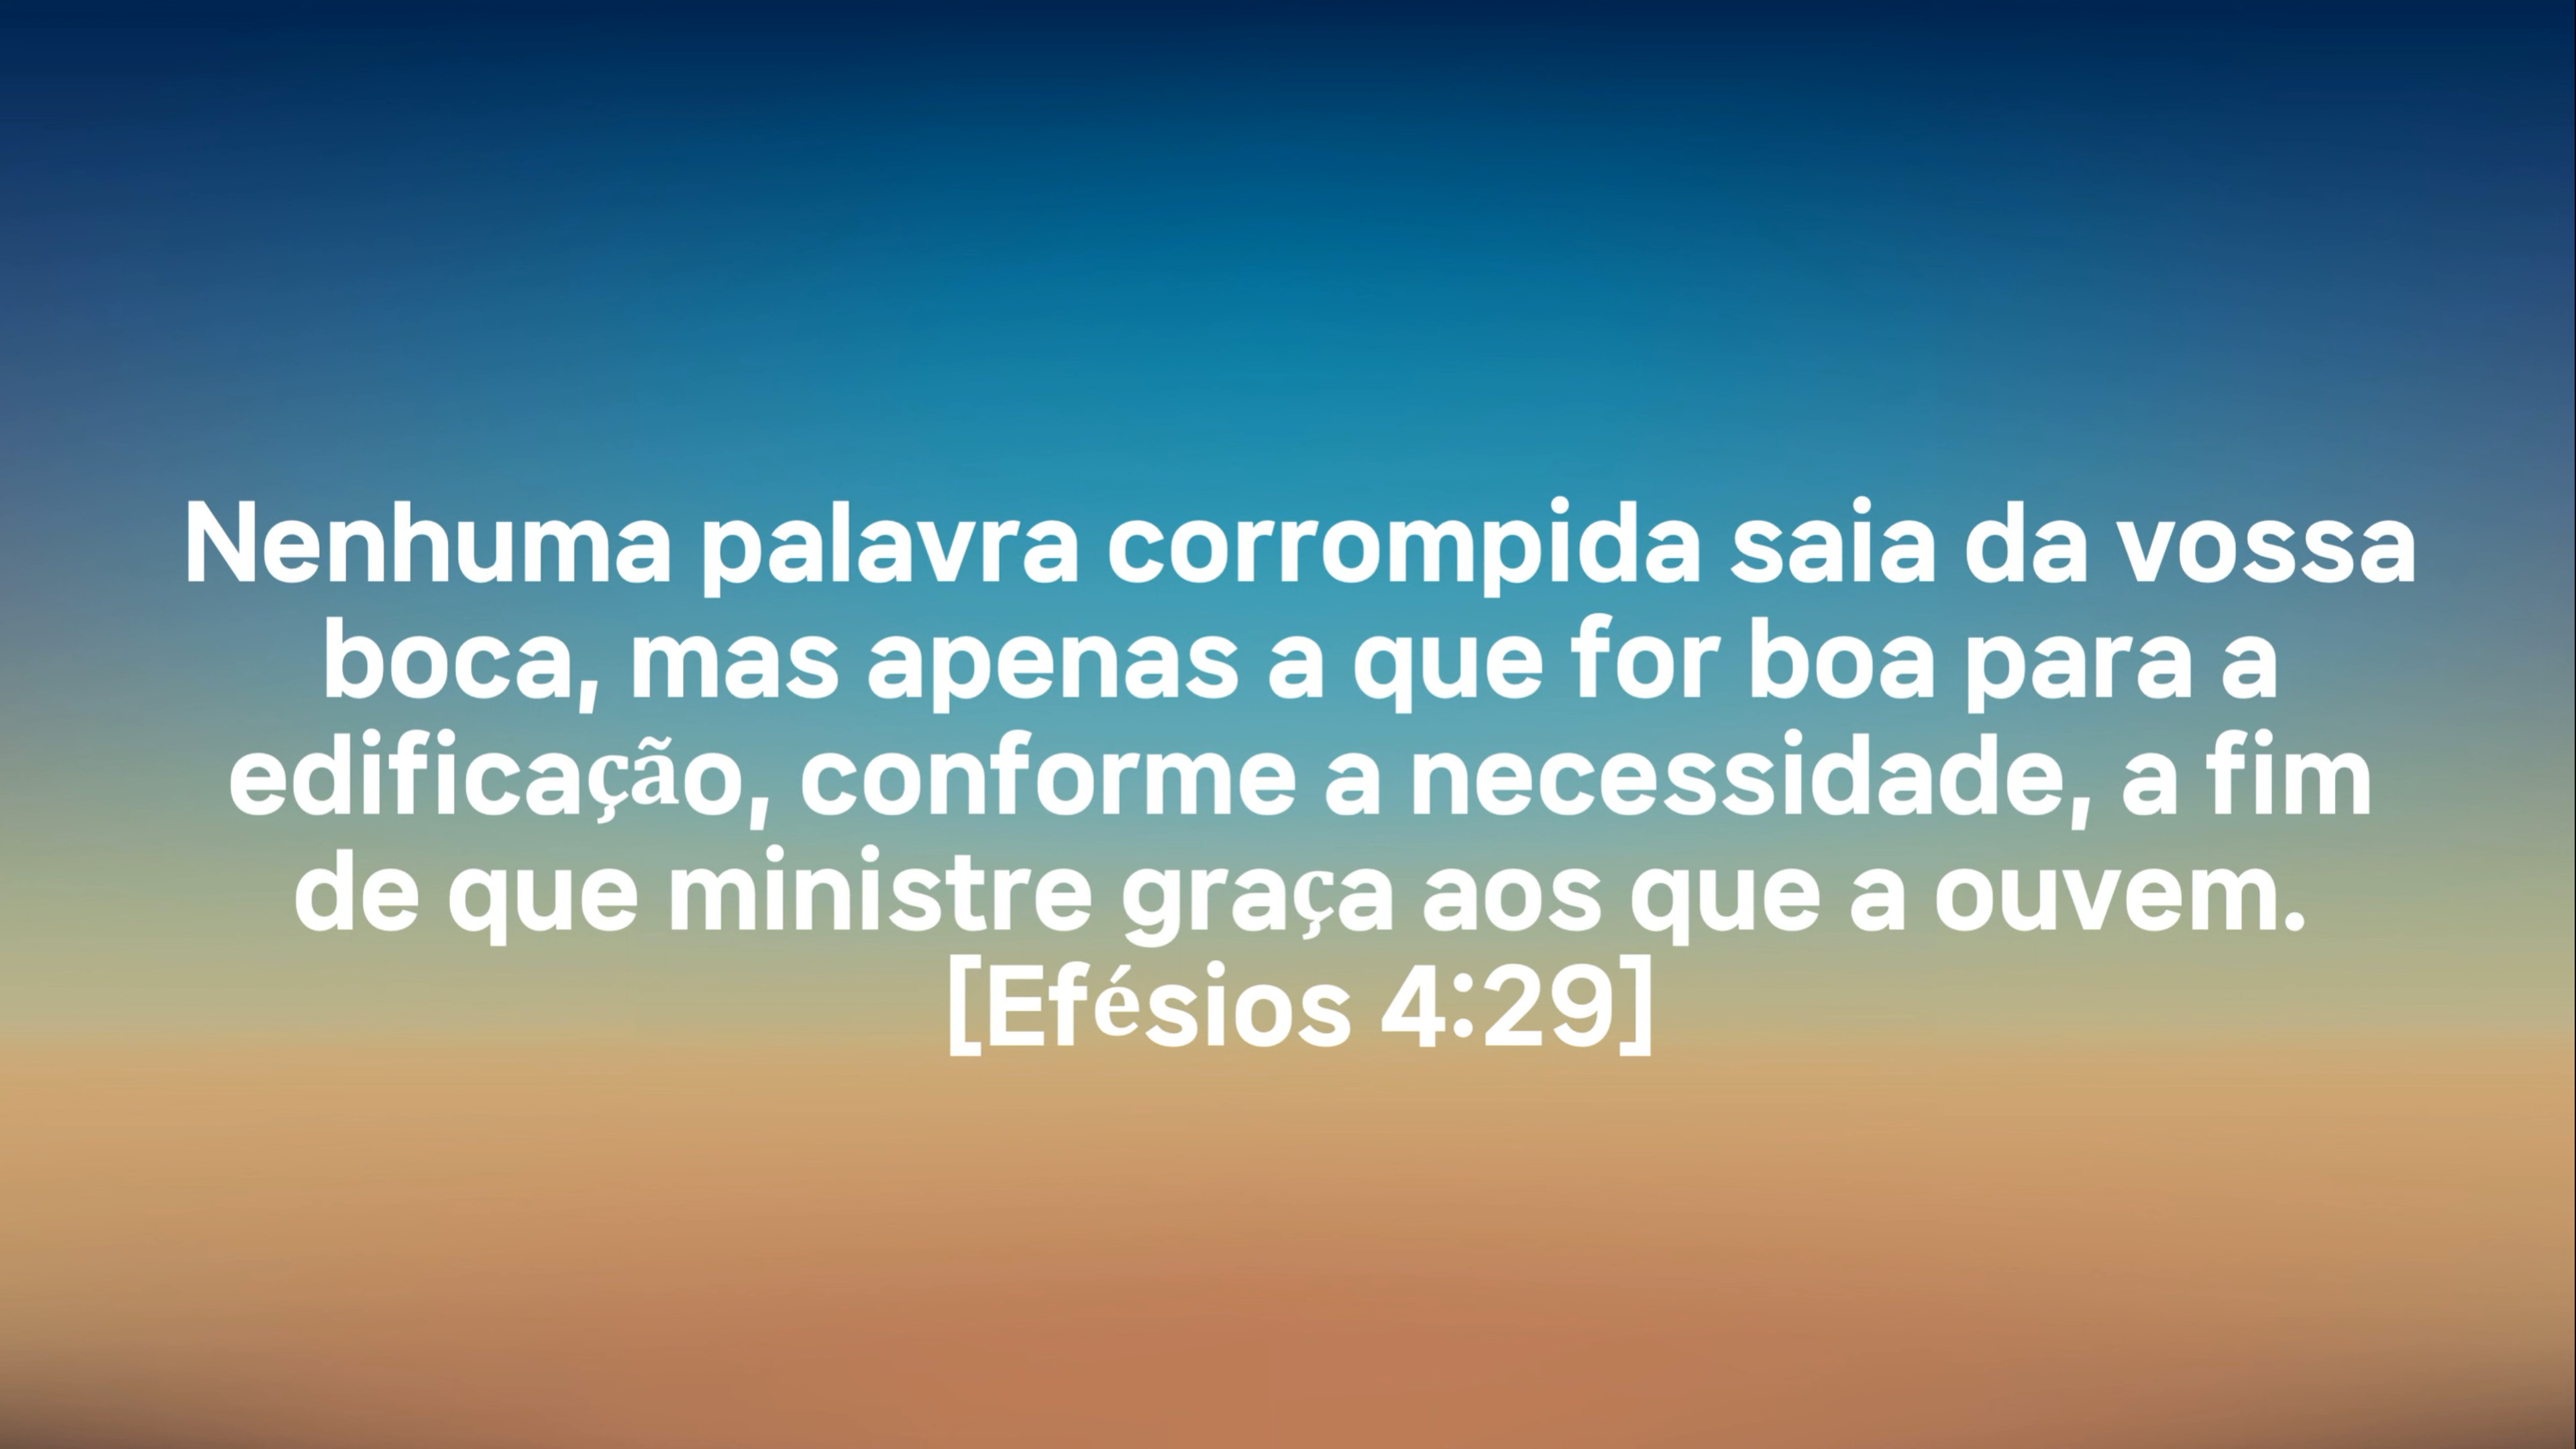 Nenhuma palavra corrompida saia da vossa
boca, mas apenas a que for boa para a
edificação, conforme a necessidade, a fim
de que ministre graça aos que a ouvem.
[Efésios 4:29]